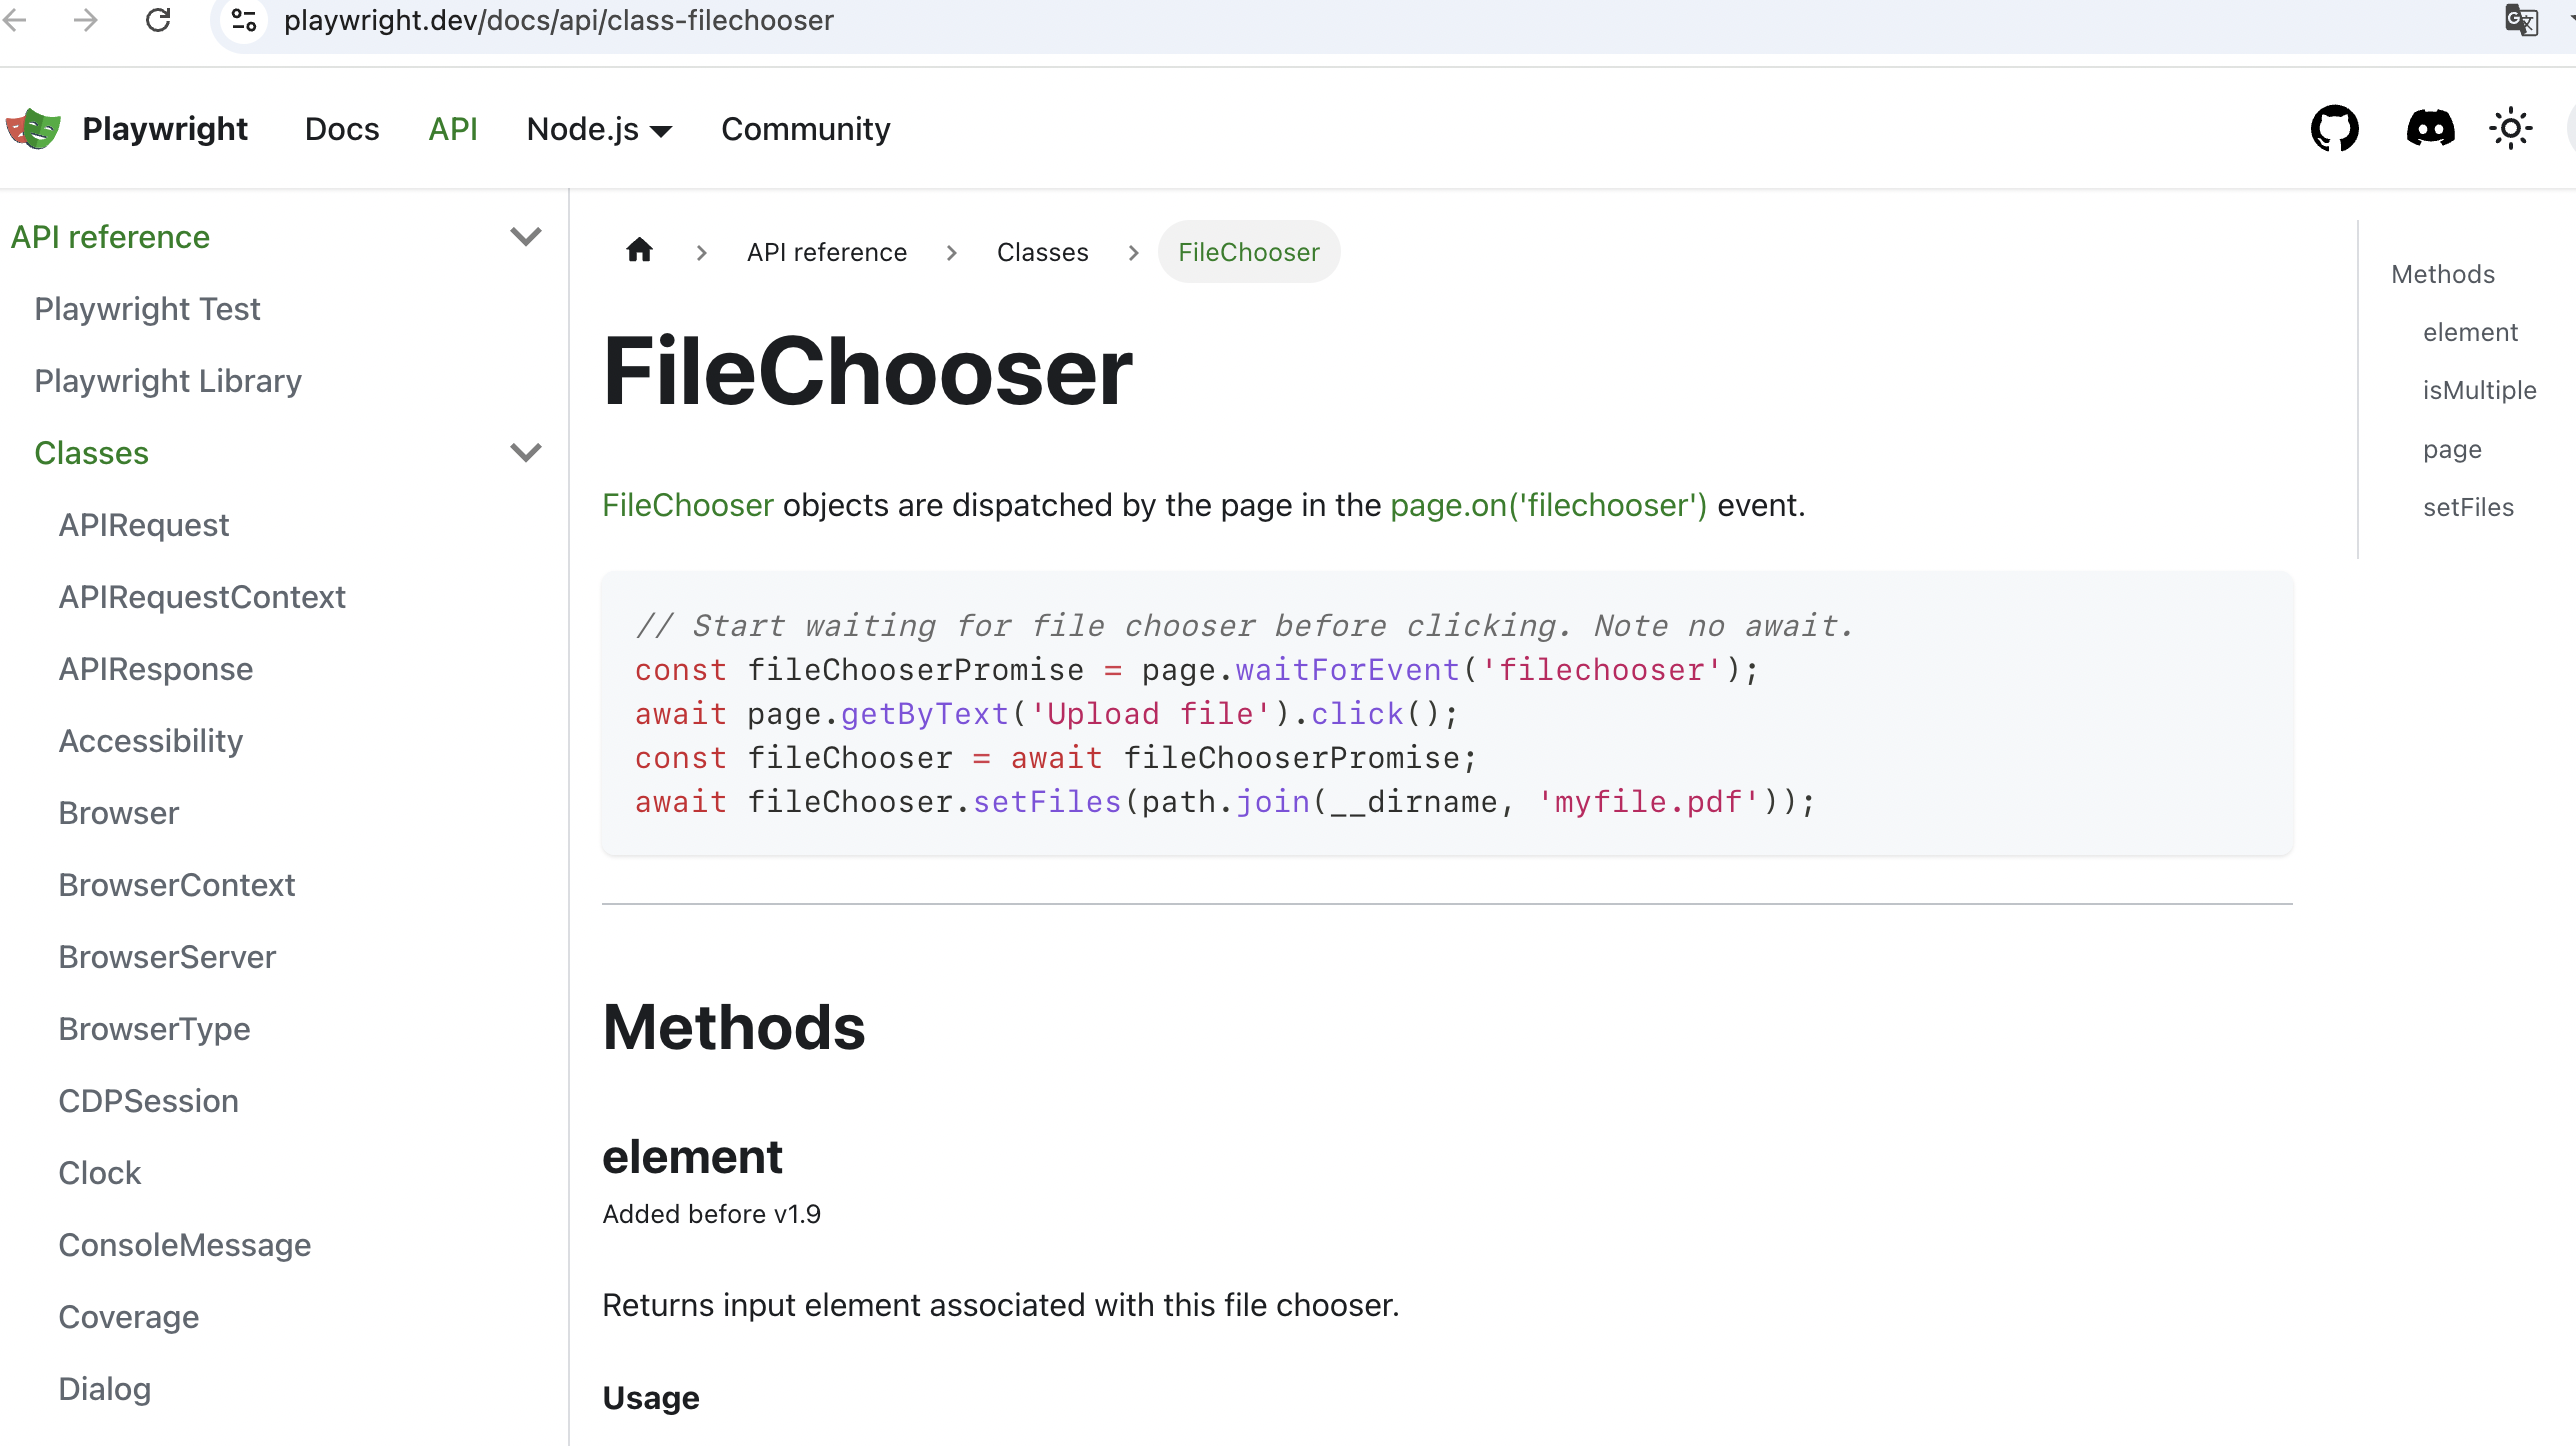 playwright.dev/docs/api/class-filechooser
Playwright
Docs
API
Node.js
Community
API reference
Playwright Test
Playwright Library
Classes
APIRequest
APIRequestContext
APIResponse
Accessibility
Browser
BrowserContext
BrowserServer
BrowserType
CDPSession
Clock
ConsoleMessage
Coverage
Dialog
API reference
Classes
FileChooser
FileChooser
FileChooser objects are dispatched by the page in the page.on('filechooser') event.
// Start waiting for file chooser before clicking. Note no await.
const fileChooserPromise = page.waitForEvent('filechooser');
await page.getByText('Upload file').click();
const fileChooser = await fileChooserPromise;
await fileChooser.setFiles(path.join(__dirname, 'myfile.pdf'));
Methods
element
Added before v1.9
Returns input element associated with this file chooser.
Usage
Methods
element
isMultiple
page
setFiles